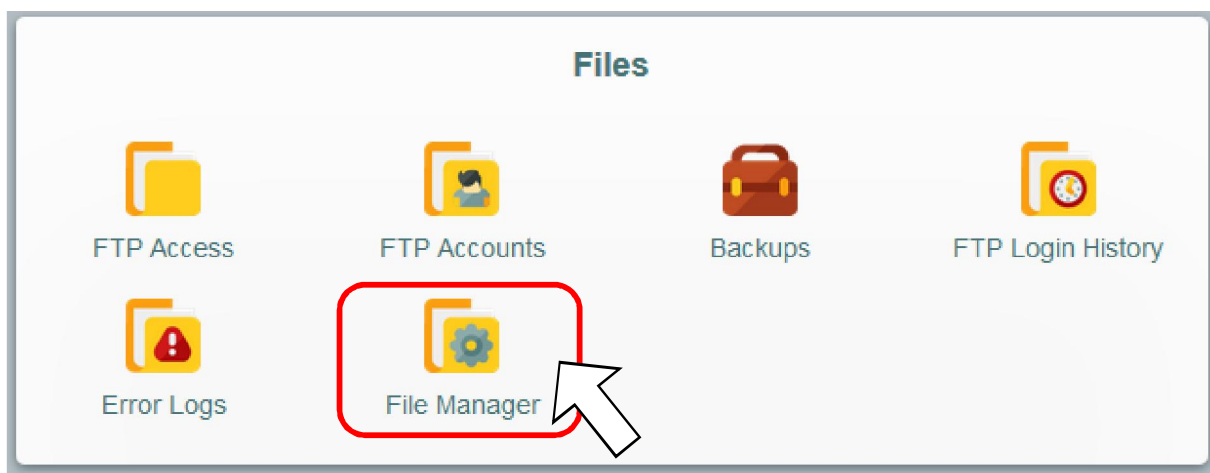 Files
FTP Access
FTP Accounts
Backups
FTP Login History
Error Logs
File Manager